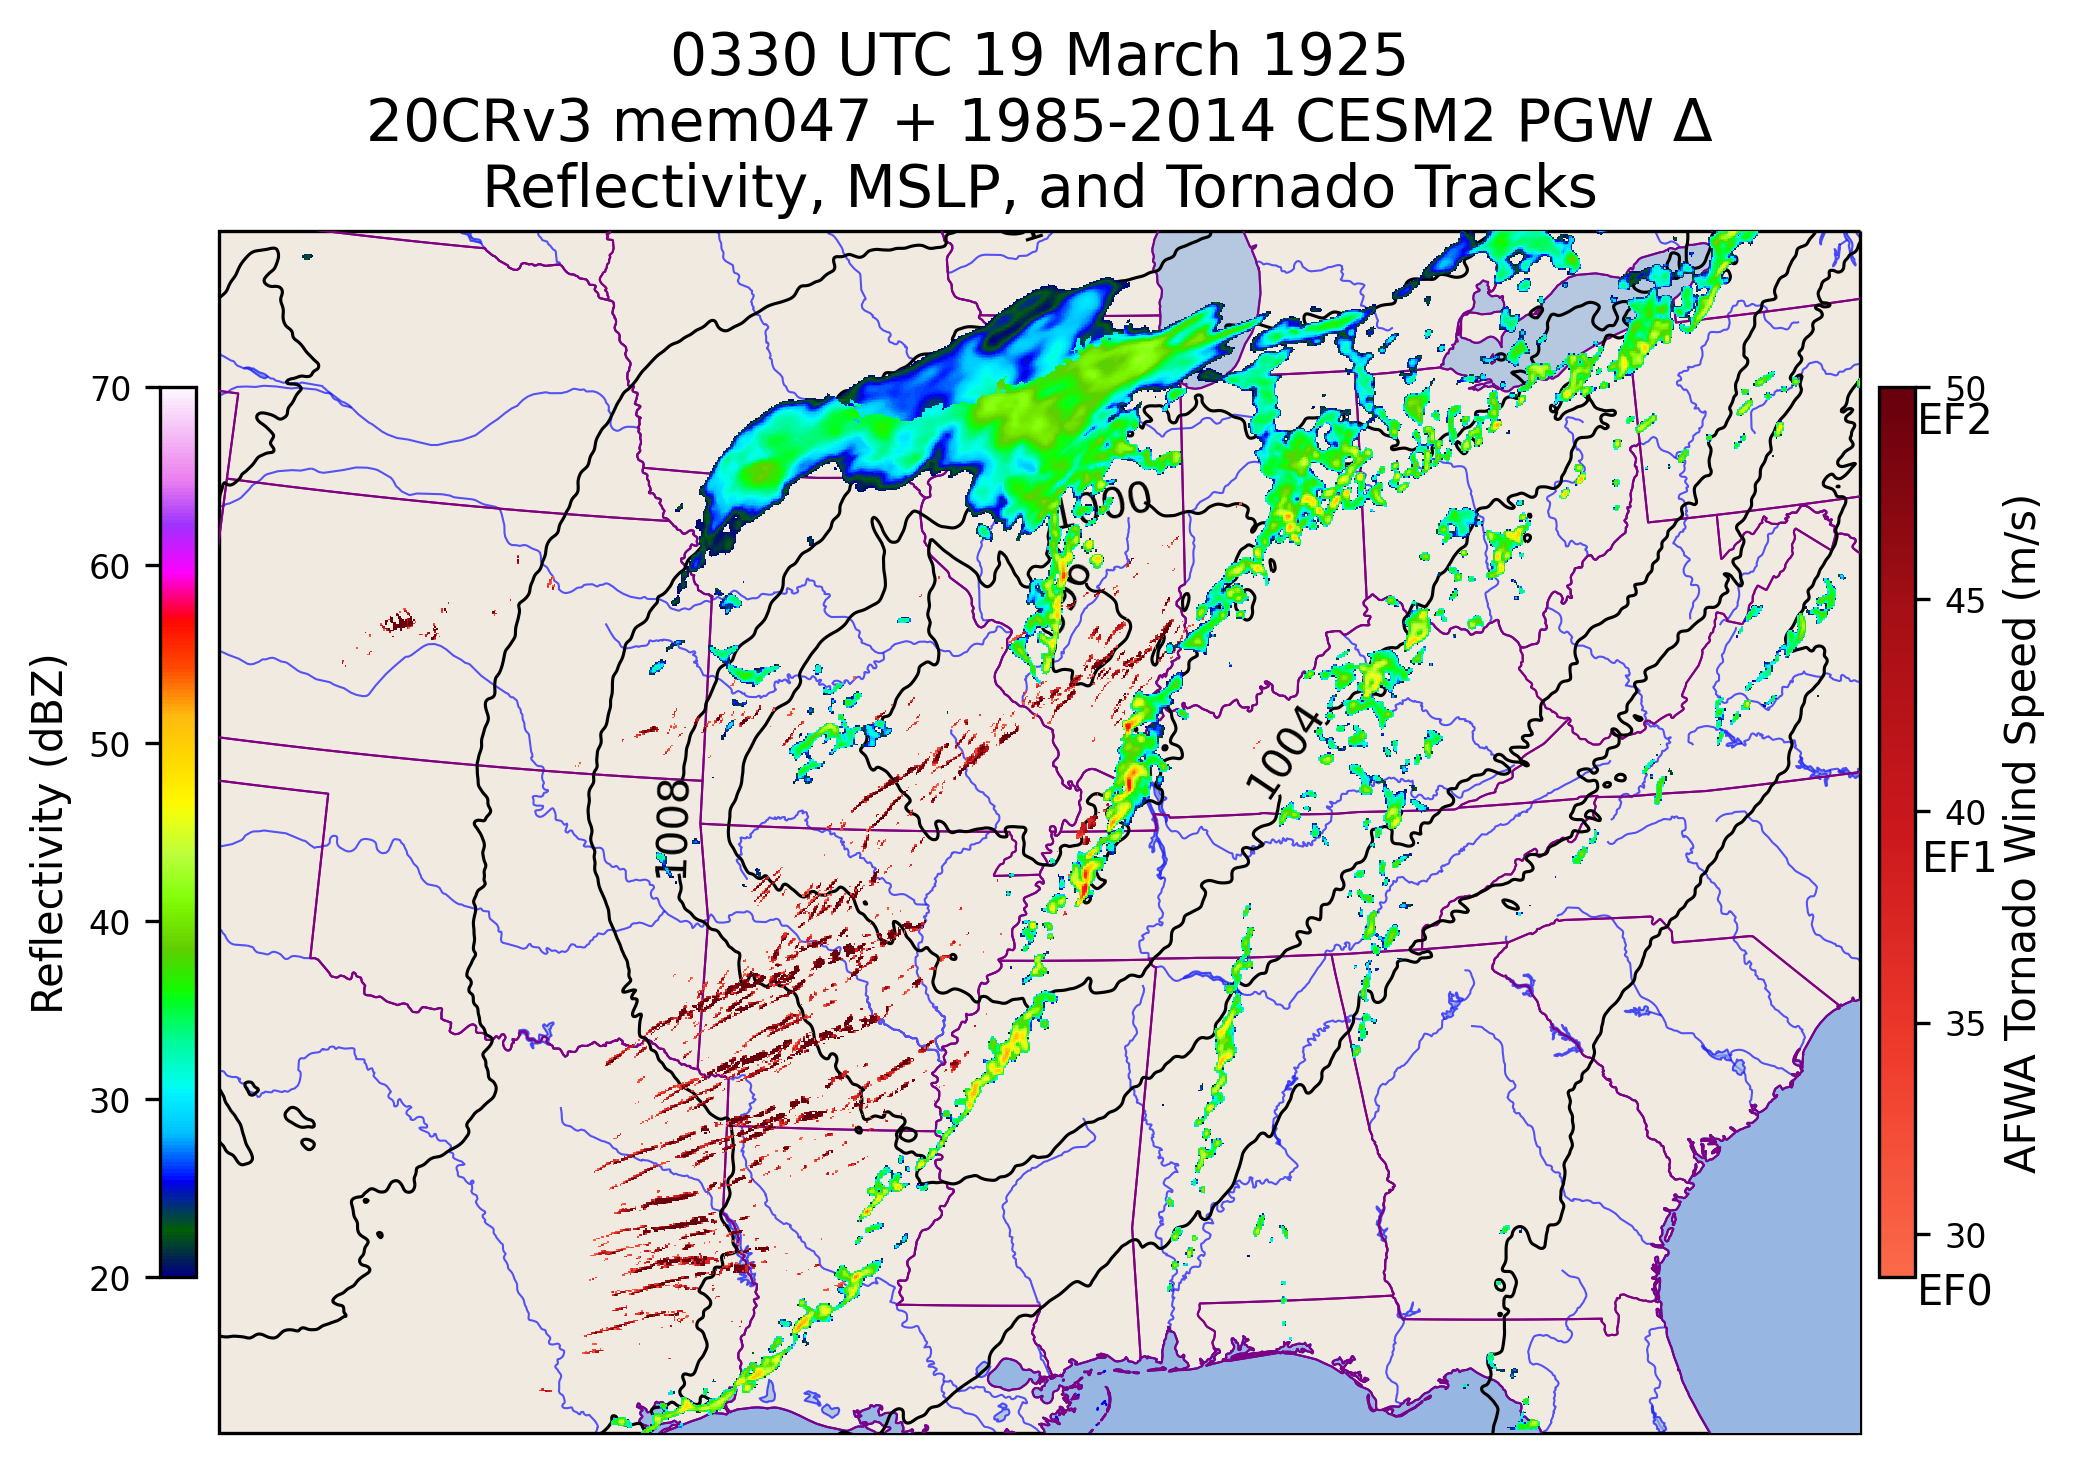 0330 UTC 19 March 1925
20CRv3 mem047 + 1985-2014 CESM2 PGW Δ
Reflectivity, MSLP, and Tornado Tracks
Reflectivity (dBZ)
70
60
50
40
30
20
1000
1004
1008
50
EF2
45
40
EF1
35
30
EF0
AFWA Tornado Wind Speed (m/s)